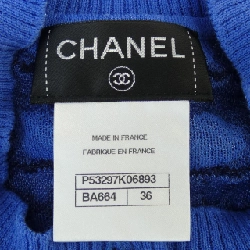 CHANEL
MADE IN FRANCE
FABRIQUE EN FRANCE
P53297K06893
BA664 36